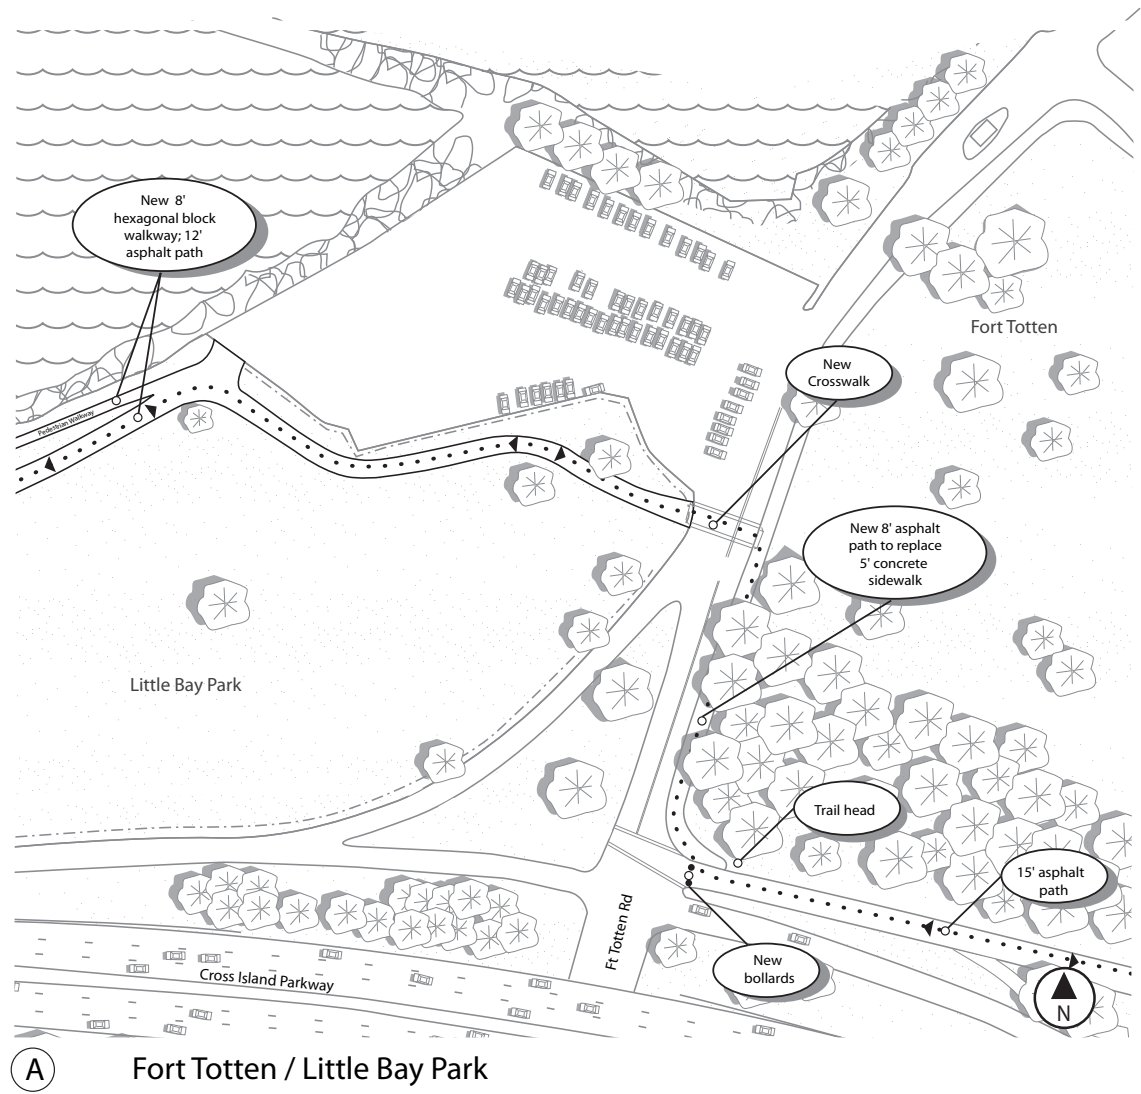 New 8'
hexagonal block
walkway; 12'
asphalt path
Fort Totten
New
Crosswalk
Pedestrian Walkway
New 8' asphalt
path to replace
5' concrete
sidewalk
Little Bay Park
Trail head
15' asphalt
path
Ft Totten Rd
New
bollards
Cross Island Parkway
N
A
Fort Totten / Little Bay Park